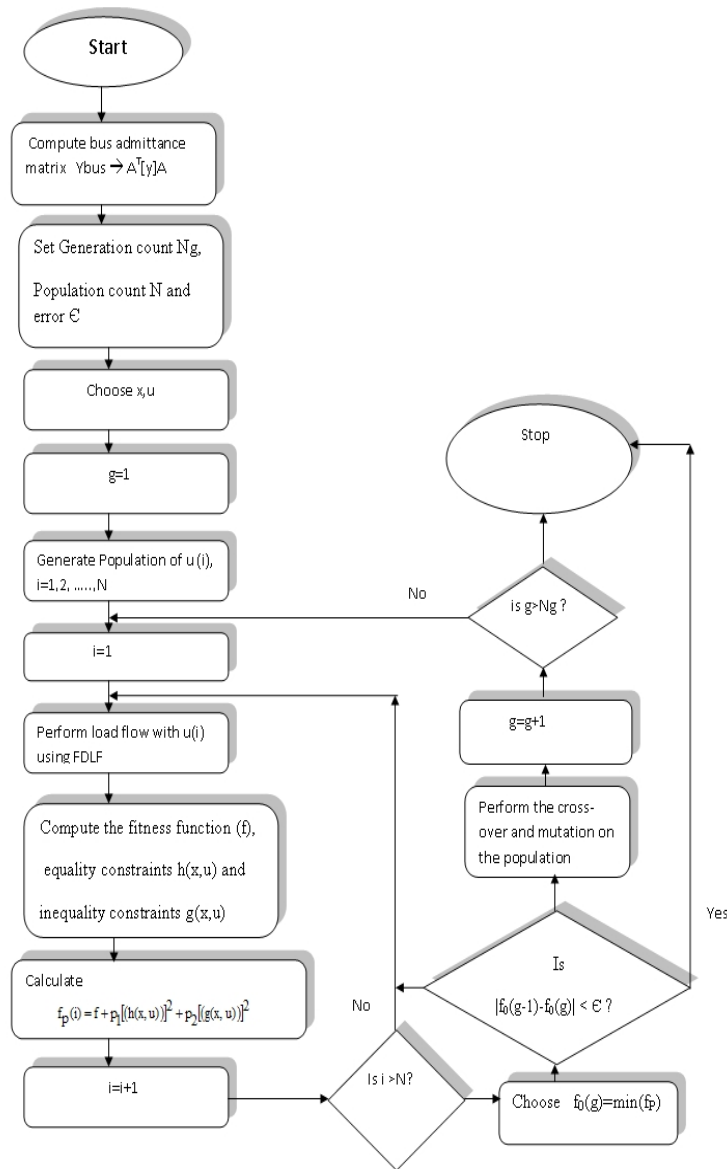 Start
Compute bus admittance
matrix Ybus → Aᵀ[y]A
Set Generation count Ng,
Population count N and
error Є
Choose x,u
g=1
Generate Population of u(i),
i=1,2, .....,N
i=1
Perform load flow with u(i)
using FDLF
Compute the fitness function (f),
equality constraints h(x,u) and
inequality constraints g(x,u)
Calculate
fₚ(i) = f + p₁[(h(x, u))]² + p₂[(g(x, u))]²
i=i+1
Is i >N?
No
Choose f₀(g)=min(fₚ)
Is
|f₀(g-1)-f₀(g)| < Є ?
Yes
Perform the cross-
over and mutation on
the population
g=g+1
is g>Ng ?
No
Stop